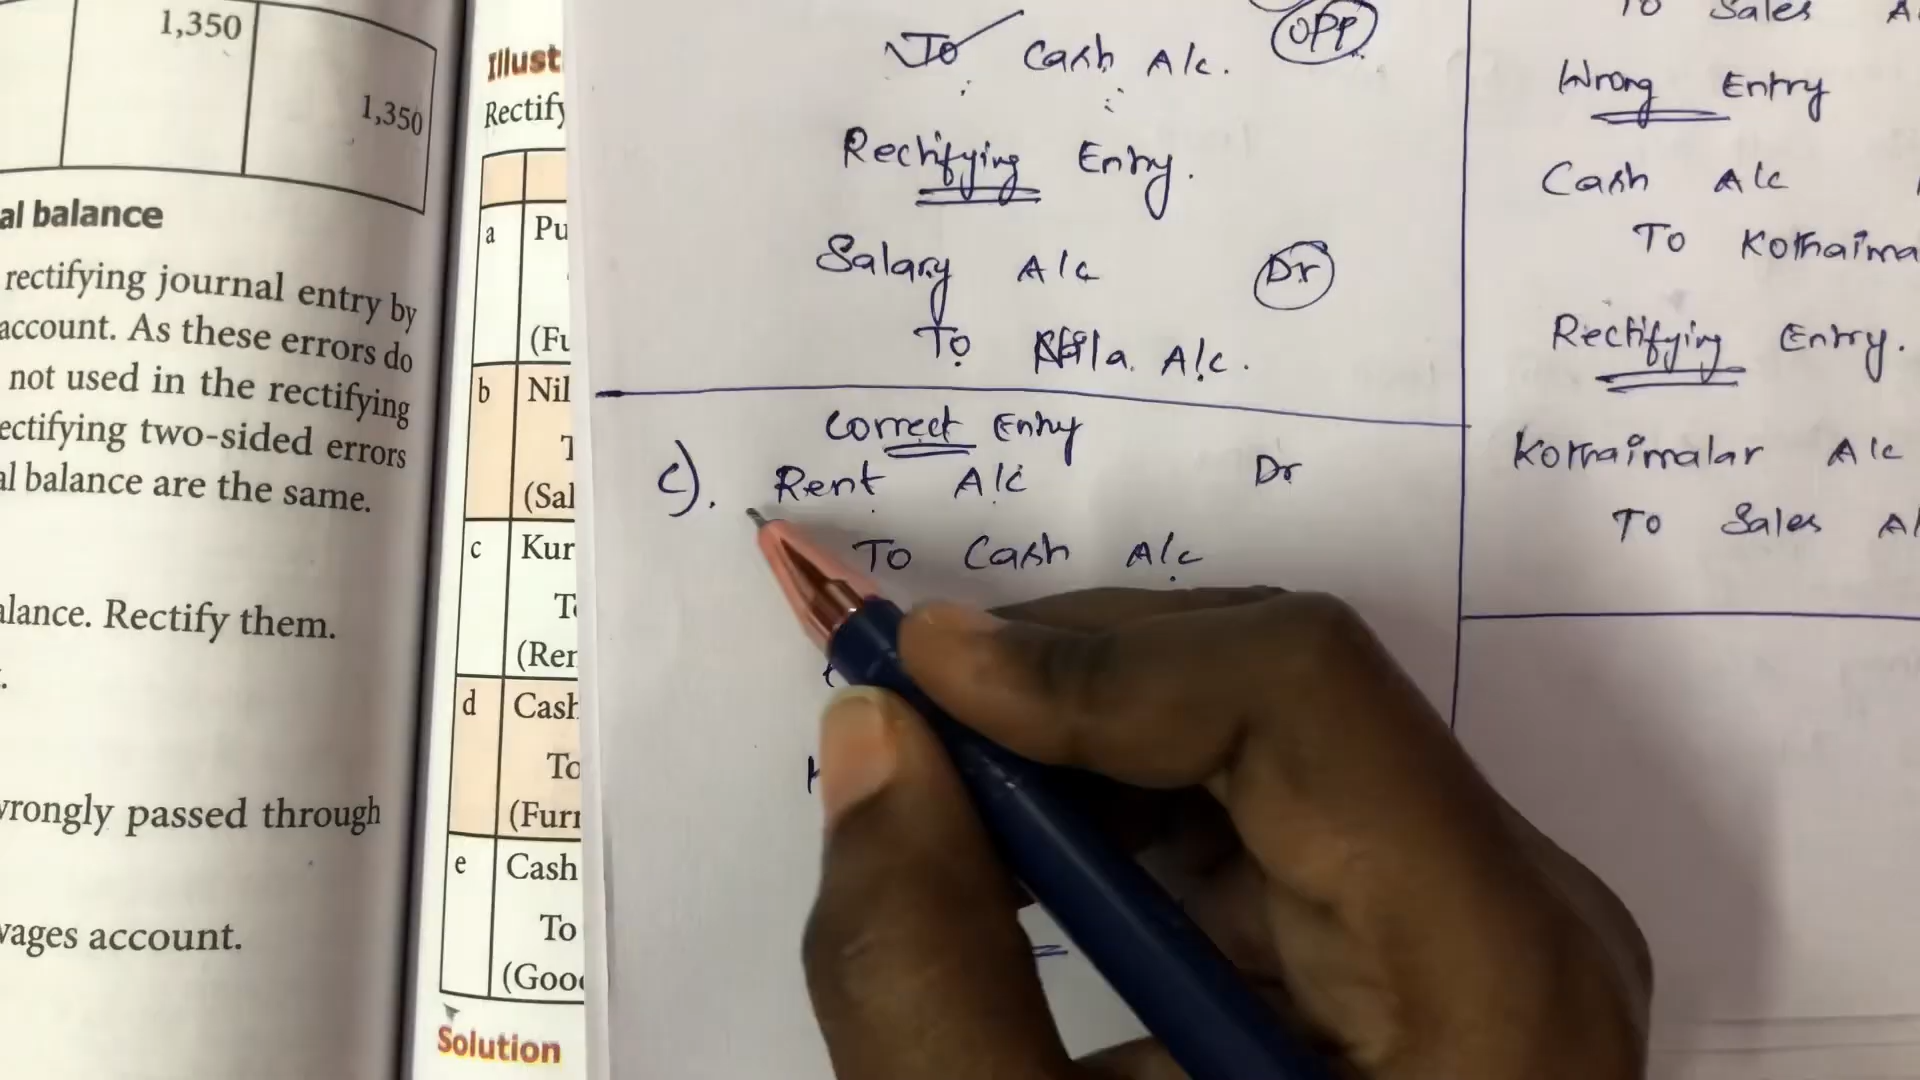 1,350
1,350
al balance
rectifying journal entry by
account. As these errors do
not used in the rectifying
ectifying two-sided errors
al balance are the same.
alance. Rectify them.
wrongly passed through
wages account.
Illust
Rectify
a Pu
(Fu
b Nil
T
(Sal
c Kur
To
(Ren
d Cash
To
(Furn
e Cash
To
(Good
Solution
To Cash A/c. OPP
Rectifying Entry.
Salary A/c Dr
To Nila. A/c.
Correct Entry
C). Rent A/c Dr
To Cash A/c
To Sales A
Wrong Entry
Cash A/c
To Kothaima
Rectifying Entry.
Kothaimalar A/c
To Sales A/